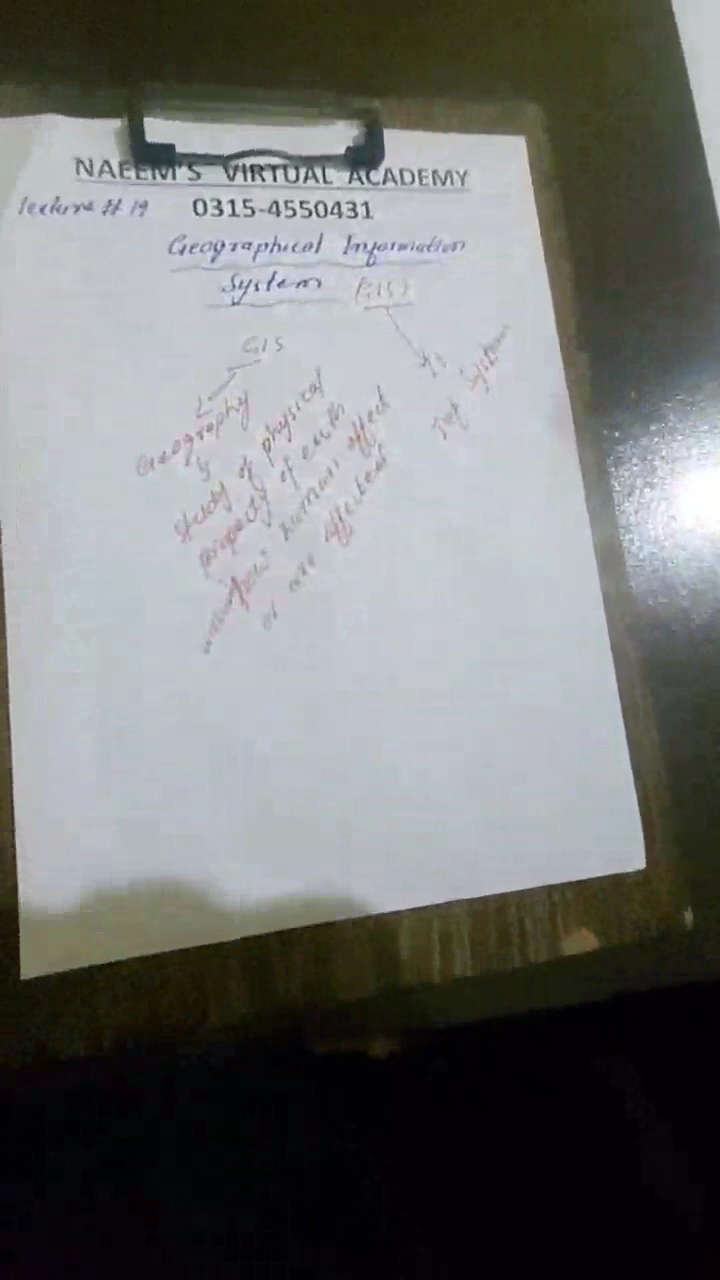 NAEEM'S VIRTUAL ACADEMY
lecture # 19 0315-4550431
Geographical Information
System (GIS)
GIS
Geography
study of physical
property of earth
how humans affect
or are affected
Inf System